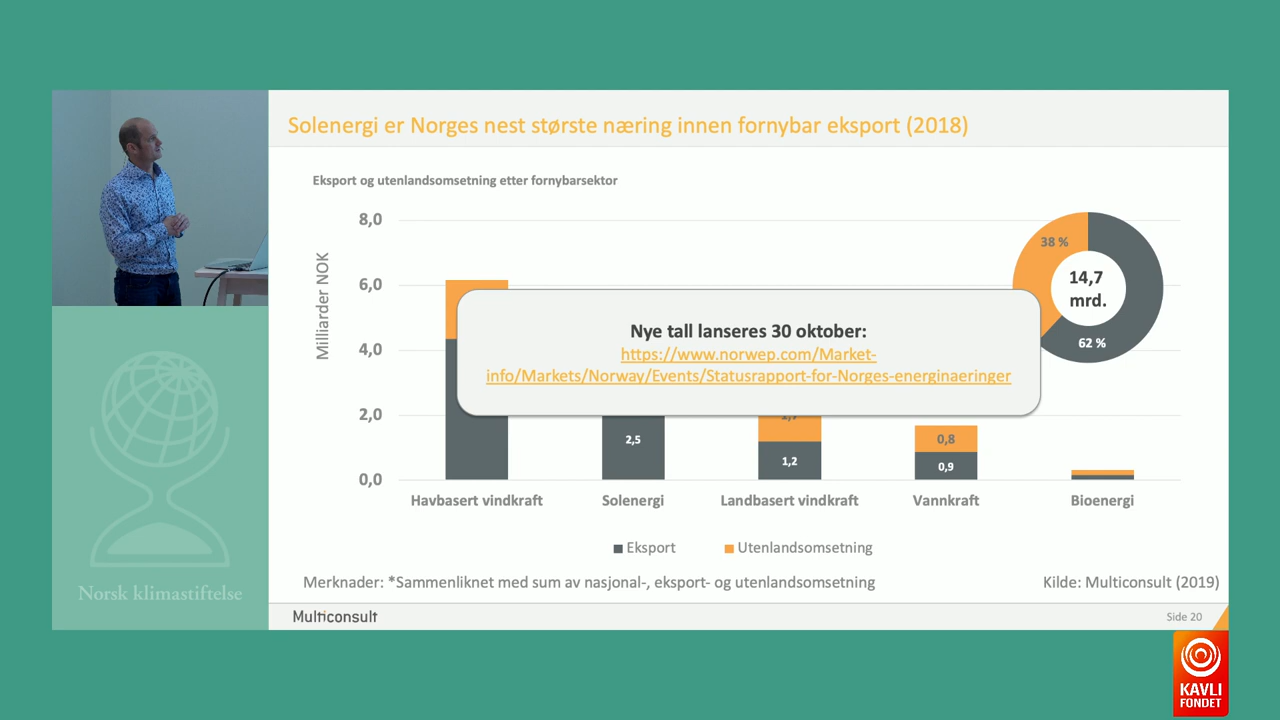 Solenergi er Norges nest største næring innen fornybar eksport (2018)
Eksport og utenlandsomsetning etter fornybarsektor
Milliarder NOK
8,0
6,0
4,0
2,0
0,0
38 %
14,7
mrd.
62 %
Nye tall lanseres 30 oktober:
https://www.norwep.com/Market-
info/Markets/Norway/Events/Statusrapport-for-Norges-energinaeringer
2,5
1,2
0,8
0,9
Havbasert vindkraft
Solenergi
Landbasert vindkraft
Vannkraft
Bioenergi
Eksport
Utenlandsomsetning
Merknader: *Sammenliknet med sum av nasjonal-, eksport- og utenlandsomsetning
Kilde: Multiconsult (2019)
Multiconsult
Side 20
Norsk klimastiftelse
KAVLI
FONDET